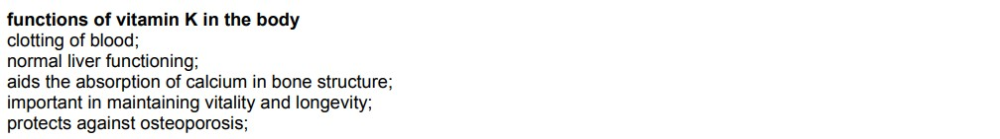 functions of vitamin K in the body
clotting of blood;
normal liver functioning;
aids the absorption of calcium in bone structure;
important in maintaining vitality and longevity;
protects against osteoporosis;